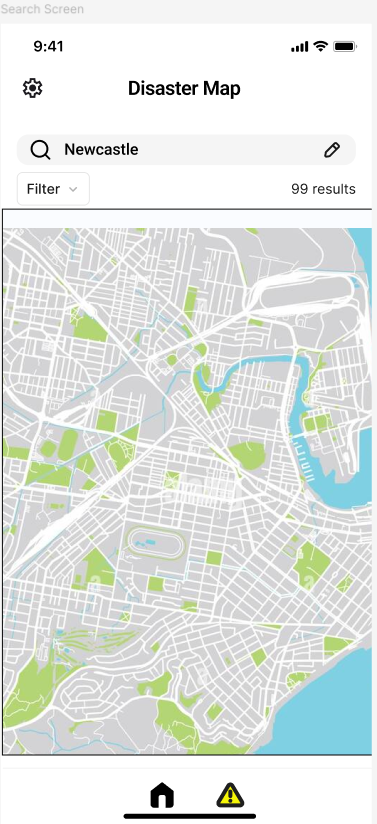 Search Screen
9:41
Disaster Map
Newcastle
Filter
99 results